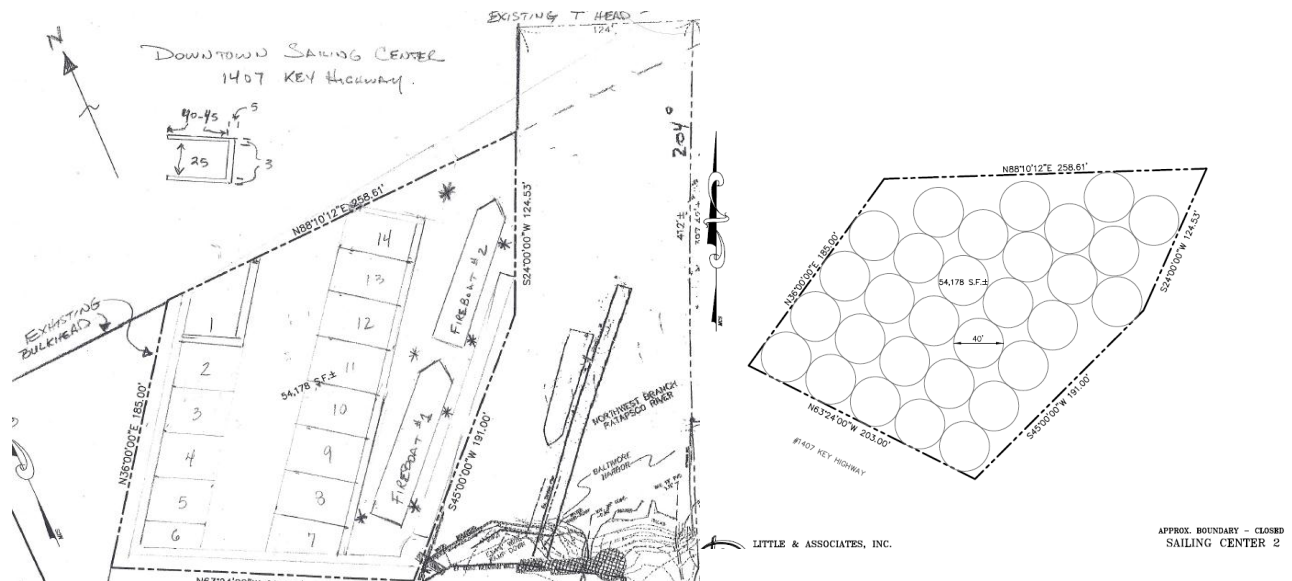 EXISTING T HEAD
124'
N
DOWNTOWN SAILING CENTER
1407 KEY HIGHWAY.
40-45
5
25
3
204°
N88°10'12"E 258.61'
S24°00'00"W 124.53'
412'±
EXHISTING
BULKHEAD
N36°00'00"E 185.00'
1
2
3
4
5
6
14
13
12
11
10
9
8
7
54,178 S.F.±
FIREBOAT #2
FIREBOAT #1
S45°00'00"W 191.00'
NORTHWEST BRANCH
PATAPSCO RIVER
BALTIMORE
HARBOR
N88°10'12"E 258.61'
N36°00'00"E 185.00'
S24°00'00"W 124.53'
54,178 S.F.±
40'
N63°24'00"W 203.00'
S45°00'00"W 191.00'
#1407 KEY HIGHWAY
LITTLE & ASSOCIATES, INC.
APPROX. BOUNDARY - CLOSED
SAILING CENTER 2